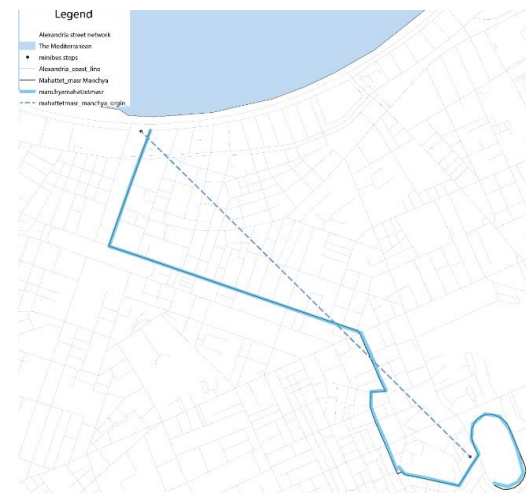 Legend
Alexandria street network
The Mediterranean
minibus stops
Alexandria_coast_line
Mahattet_masr Manchya
manchyamahattetmasr
mahattetmasr_manchya_orgin